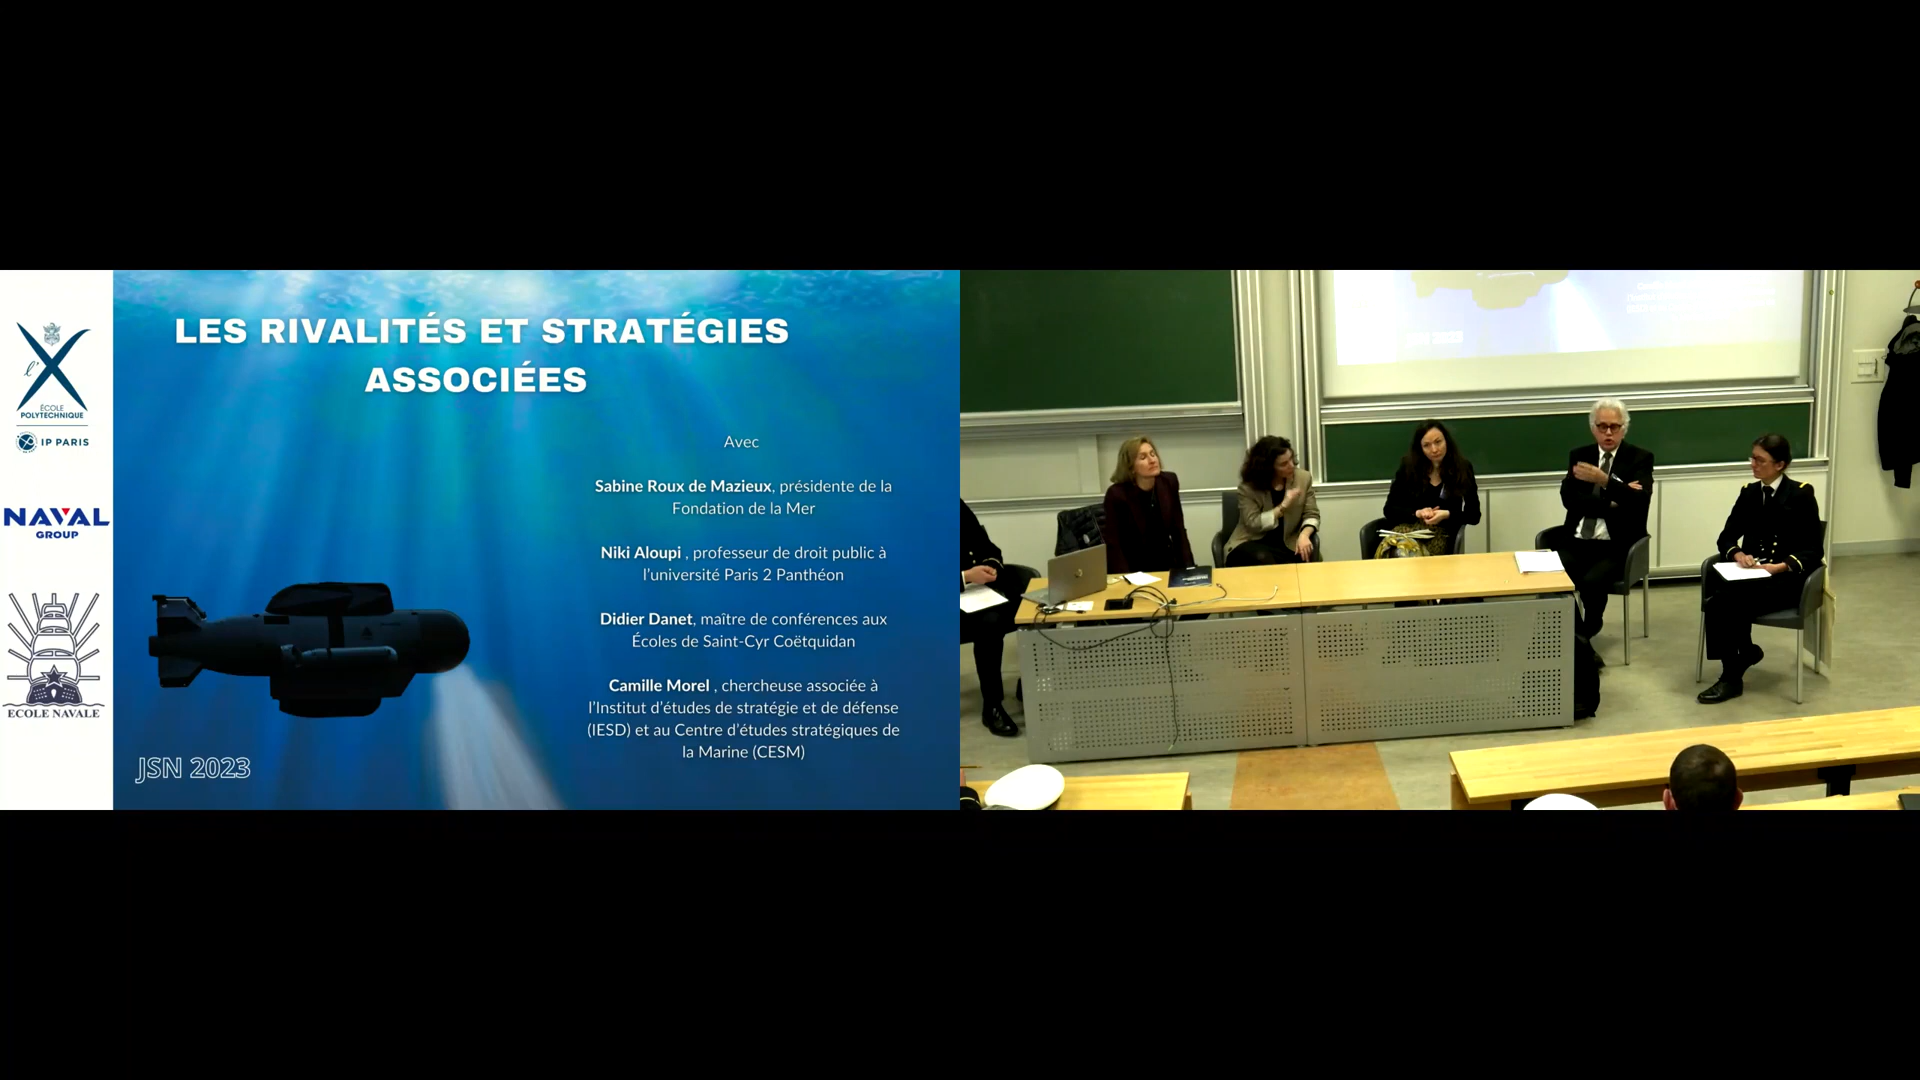 LES RIVALITÉS ET STRATÉGIES
ASSOCIÉES
Avec
Sabine Roux de Mazieux, présidente de la
Fondation de la Mer
Niki Aloupi , professeur de droit public à
l'université Paris 2 Panthéon
Didier Danet, maître de conférences aux
Écoles de Saint-Cyr Coëtquidan
Camille Morel , chercheuse associée à
l'Institut d'études de stratégie et de défense
(IESD) et au Centre d'études stratégiques de
la Marine (CESM)
JSN 2023
l'X
ÉCOLE
POLYTECHNIQUE
IP PARIS
NAVAL
GROUP
ECOLE NAVALE